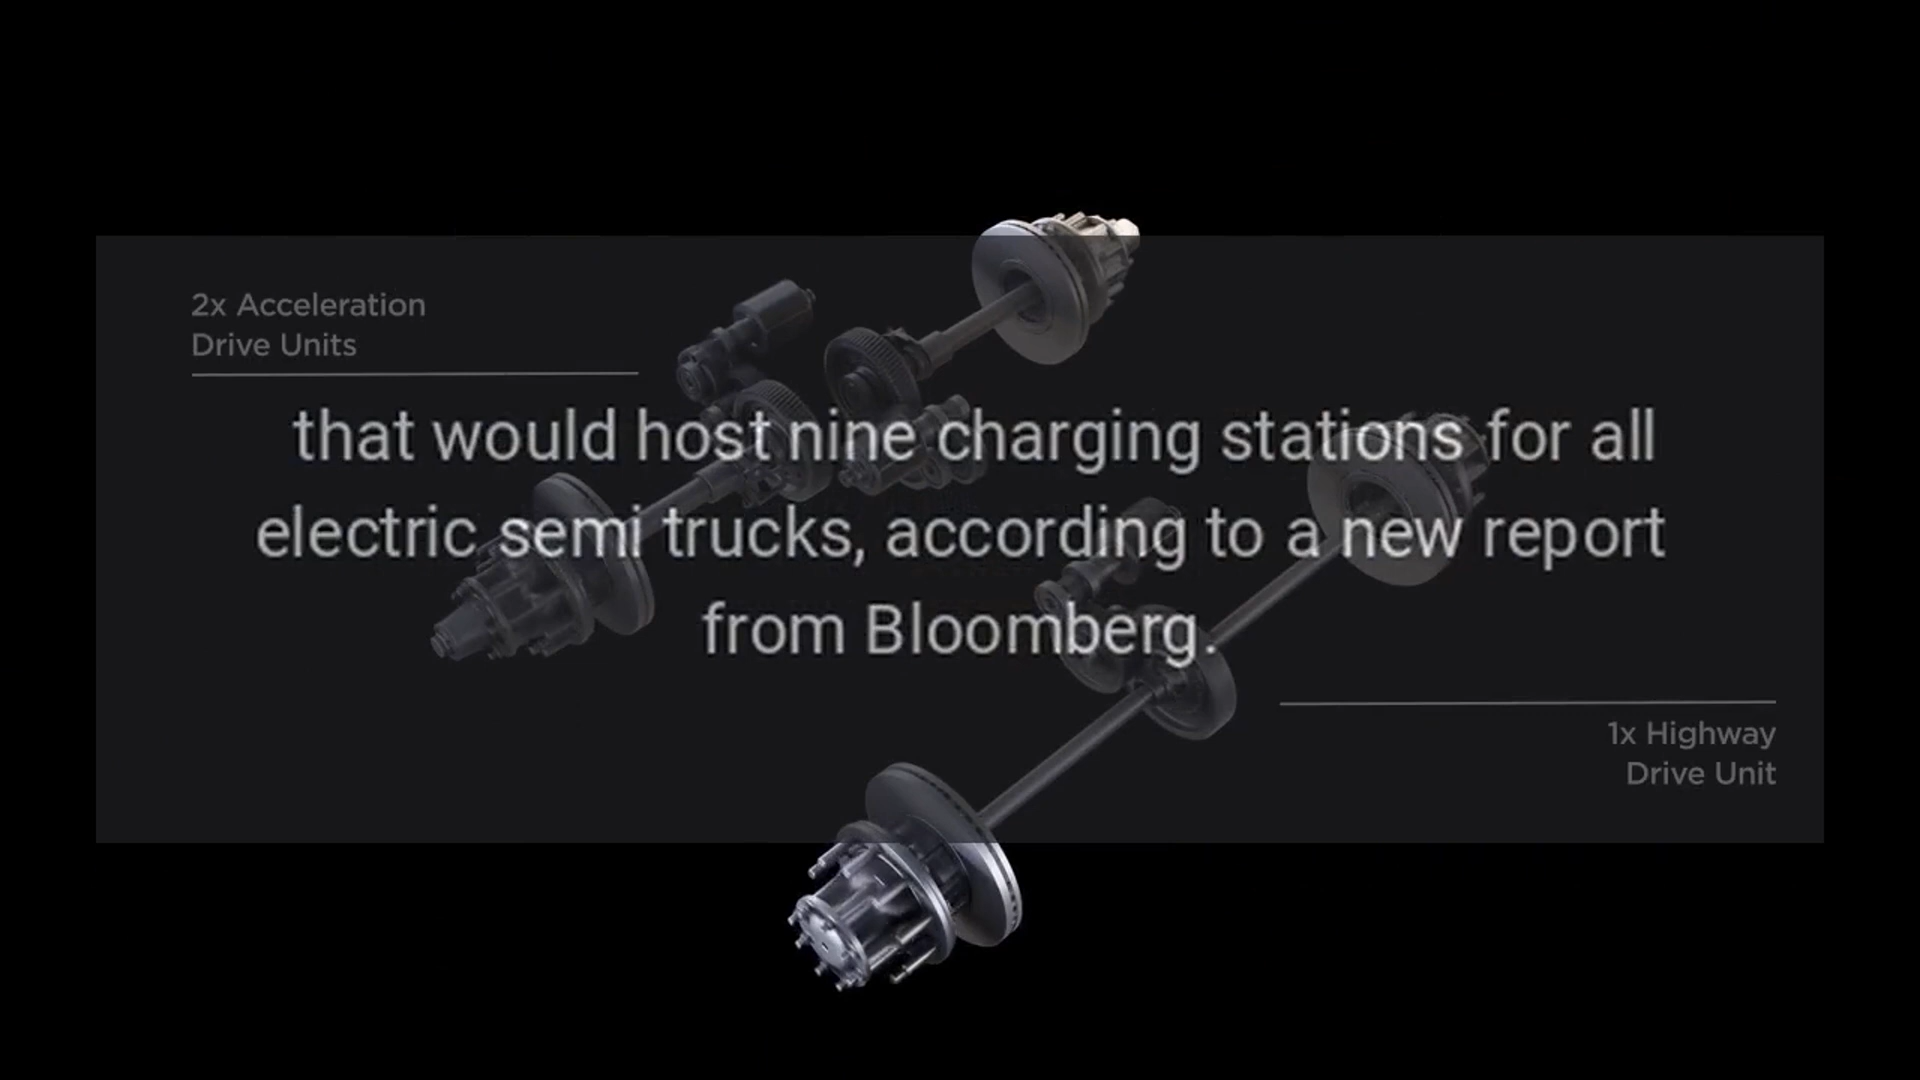 2x Acceleration
Drive Units
that would host nine charging stations for all
electric semi trucks, according to a new report
from Bloomberg.
1x Highway
Drive Unit